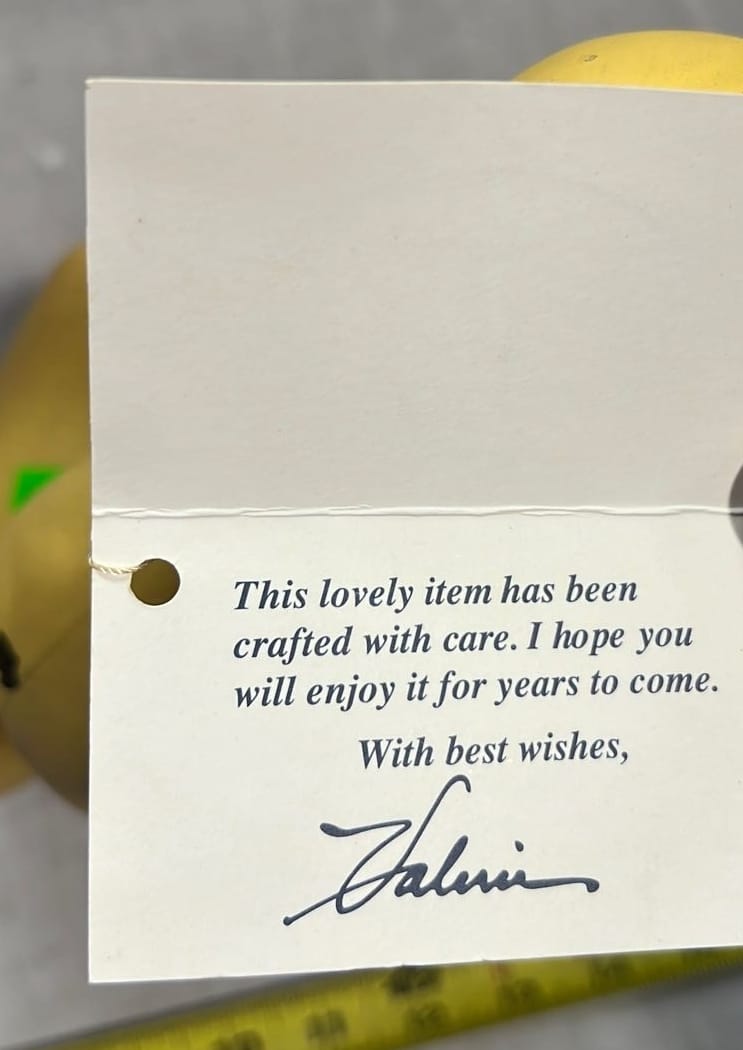 This lovely item has been
crafted with care. I hope you
will enjoy it for years to come.
With best wishes,
Valerie